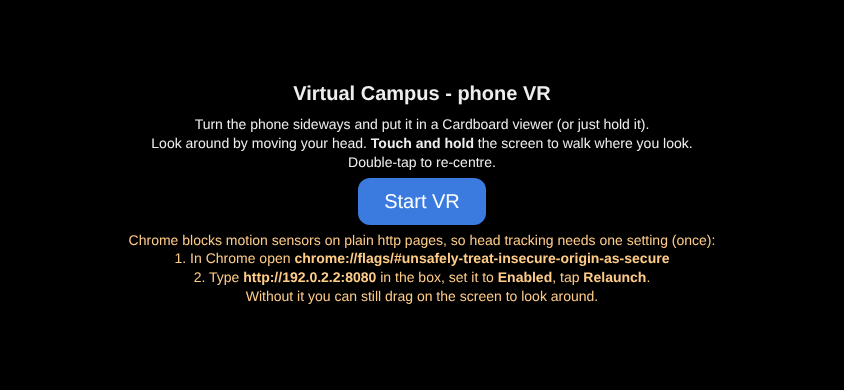 Virtual Campus - phone VR
Turn the phone sideways and put it in a Cardboard viewer (or just hold it).
Look around by moving your head. Touch and hold the screen to walk where you look.
Double-tap to re-centre.
Start VR
Chrome blocks motion sensors on plain http pages, so head tracking needs one setting (once):
1. In Chrome open chrome://flags/#unsafely-treat-insecure-origin-as-secure
2. Type http://192.0.2.2:8080 in the box, set it to Enabled, tap Relaunch.
Without it you can still drag on the screen to look around.